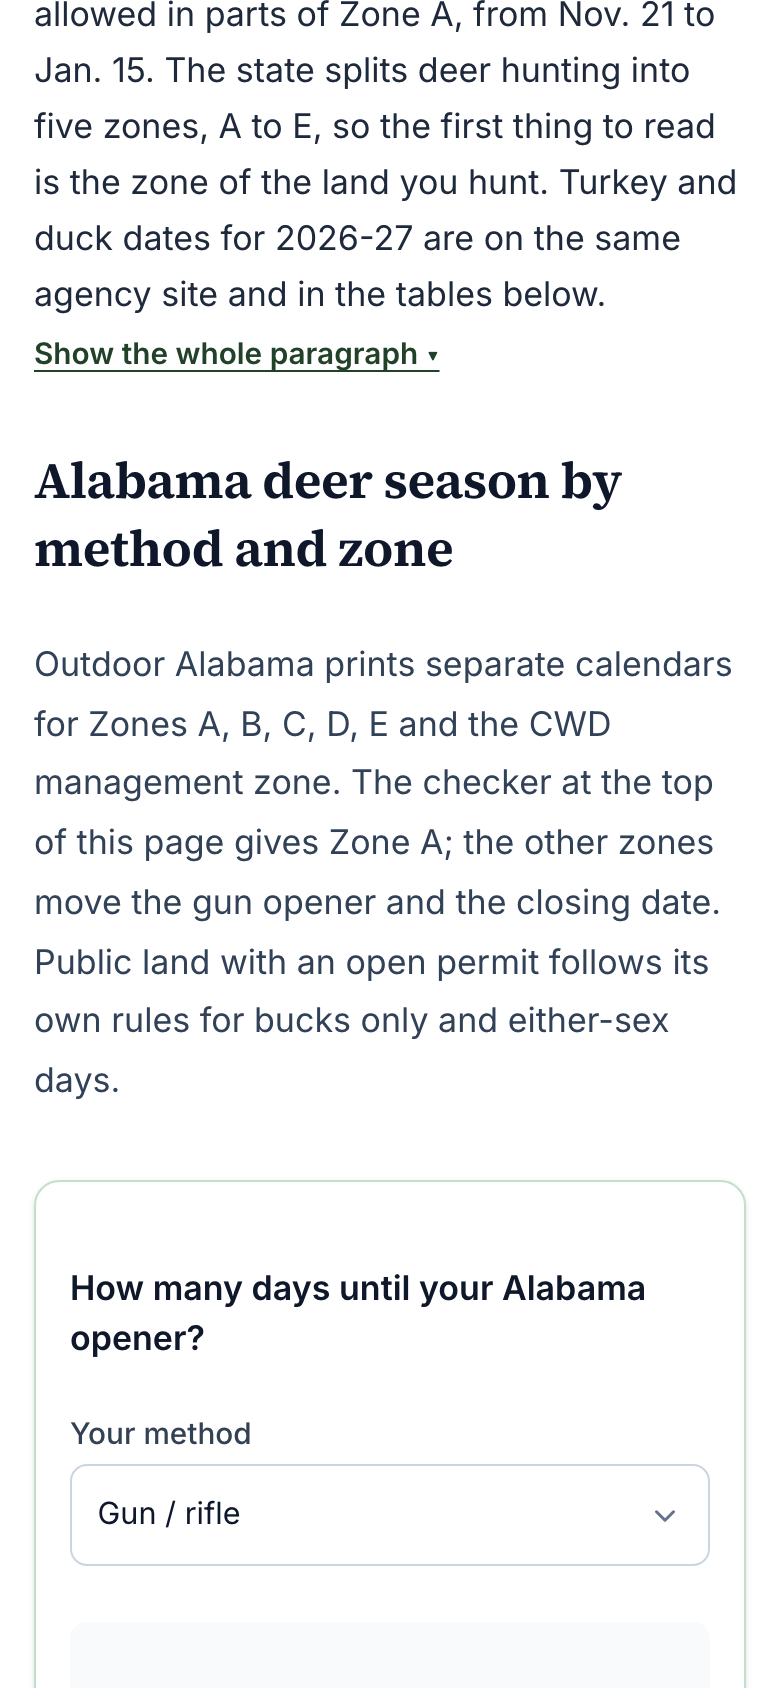 allowed in parts of Zone A, from Nov. 21 to
Jan. 15. The state splits deer hunting into
five zones, A to E, so the first thing to read
is the zone of the land you hunt. Turkey and
duck dates for 2026-27 are on the same
agency site and in the tables below.
Show the whole paragraph ▾
Alabama deer season by
method and zone
Outdoor Alabama prints separate calendars
for Zones A, B, C, D, E and the CWD
management zone. The checker at the top
of this page gives Zone A; the other zones
move the gun opener and the closing date.
Public land with an open permit follows its
own rules for bucks only and either-sex
days.
How many days until your Alabama
opener?
Your method
Gun / rifle